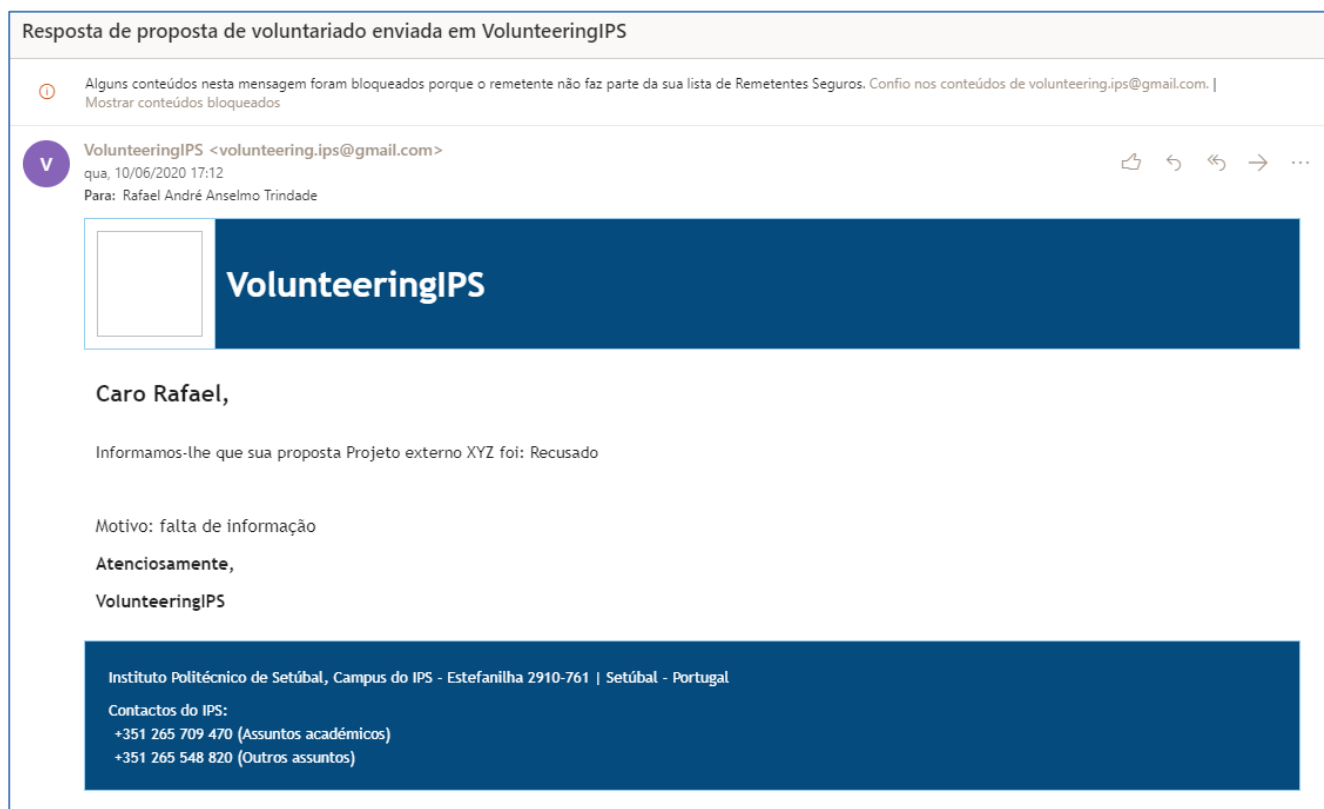 Resposta de proposta de voluntariado enviada em VolunteeringIPS
Alguns conteúdos nesta mensagem foram bloqueados porque o remetente não faz parte da sua lista de Remetentes Seguros. Confio nos conteúdos de volunteering.ips@gmail.com. |
Mostrar conteúdos bloqueados
V
VolunteeringIPS <volunteering.ips@gmail.com>
qua, 10/06/2020 17:12
Para: Rafael André Anselmo Trindade
VolunteeringIPS
Caro Rafael,
Informamos-lhe que sua proposta Projeto externo XYZ foi: Recusado
Motivo: falta de informação
Atenciosamente,
VolunteeringIPS
Instituto Politécnico de Setúbal, Campus do IPS - Estefanilha 2910-761 | Setúbal - Portugal
Contactos do IPS:
+351 265 709 470 (Assuntos académicos)
+351 265 548 820 (Outros assuntos)